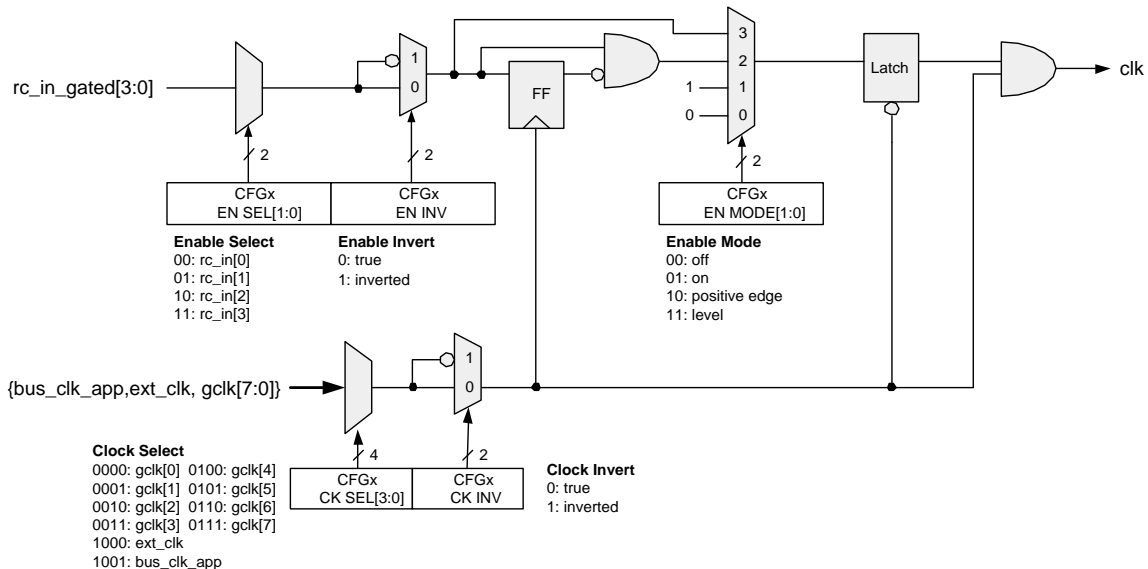 rc_in_gated[3:0]
1
0
FF
3
2
1
0
1
0
Latch
clk
2
2
2
CFGx
EN SEL[1:0]
CFGx
EN INV
CFGx
EN MODE[1:0]
Enable Select
00: rc_in[0]
01: rc_in[1]
10: rc_in[2]
11: rc_in[3]
Enable Invert
0: true
1: inverted
Enable Mode
00: off
01: on
10: positive edge
11: level
{bus_clk_app,ext_clk, gclk[7:0]}
1
0
4
2
CFGx
CK SEL[3:0]
CFGx
CK INV
Clock Select
0000: gclk[0] 0100: gclk[4]
0001: gclk[1] 0101: gclk[5]
0010: gclk[2] 0110: gclk[6]
0011: gclk[3] 0111: gclk[7]
1000: ext_clk
1001: bus_clk_app
Clock Invert
0: true
1: inverted